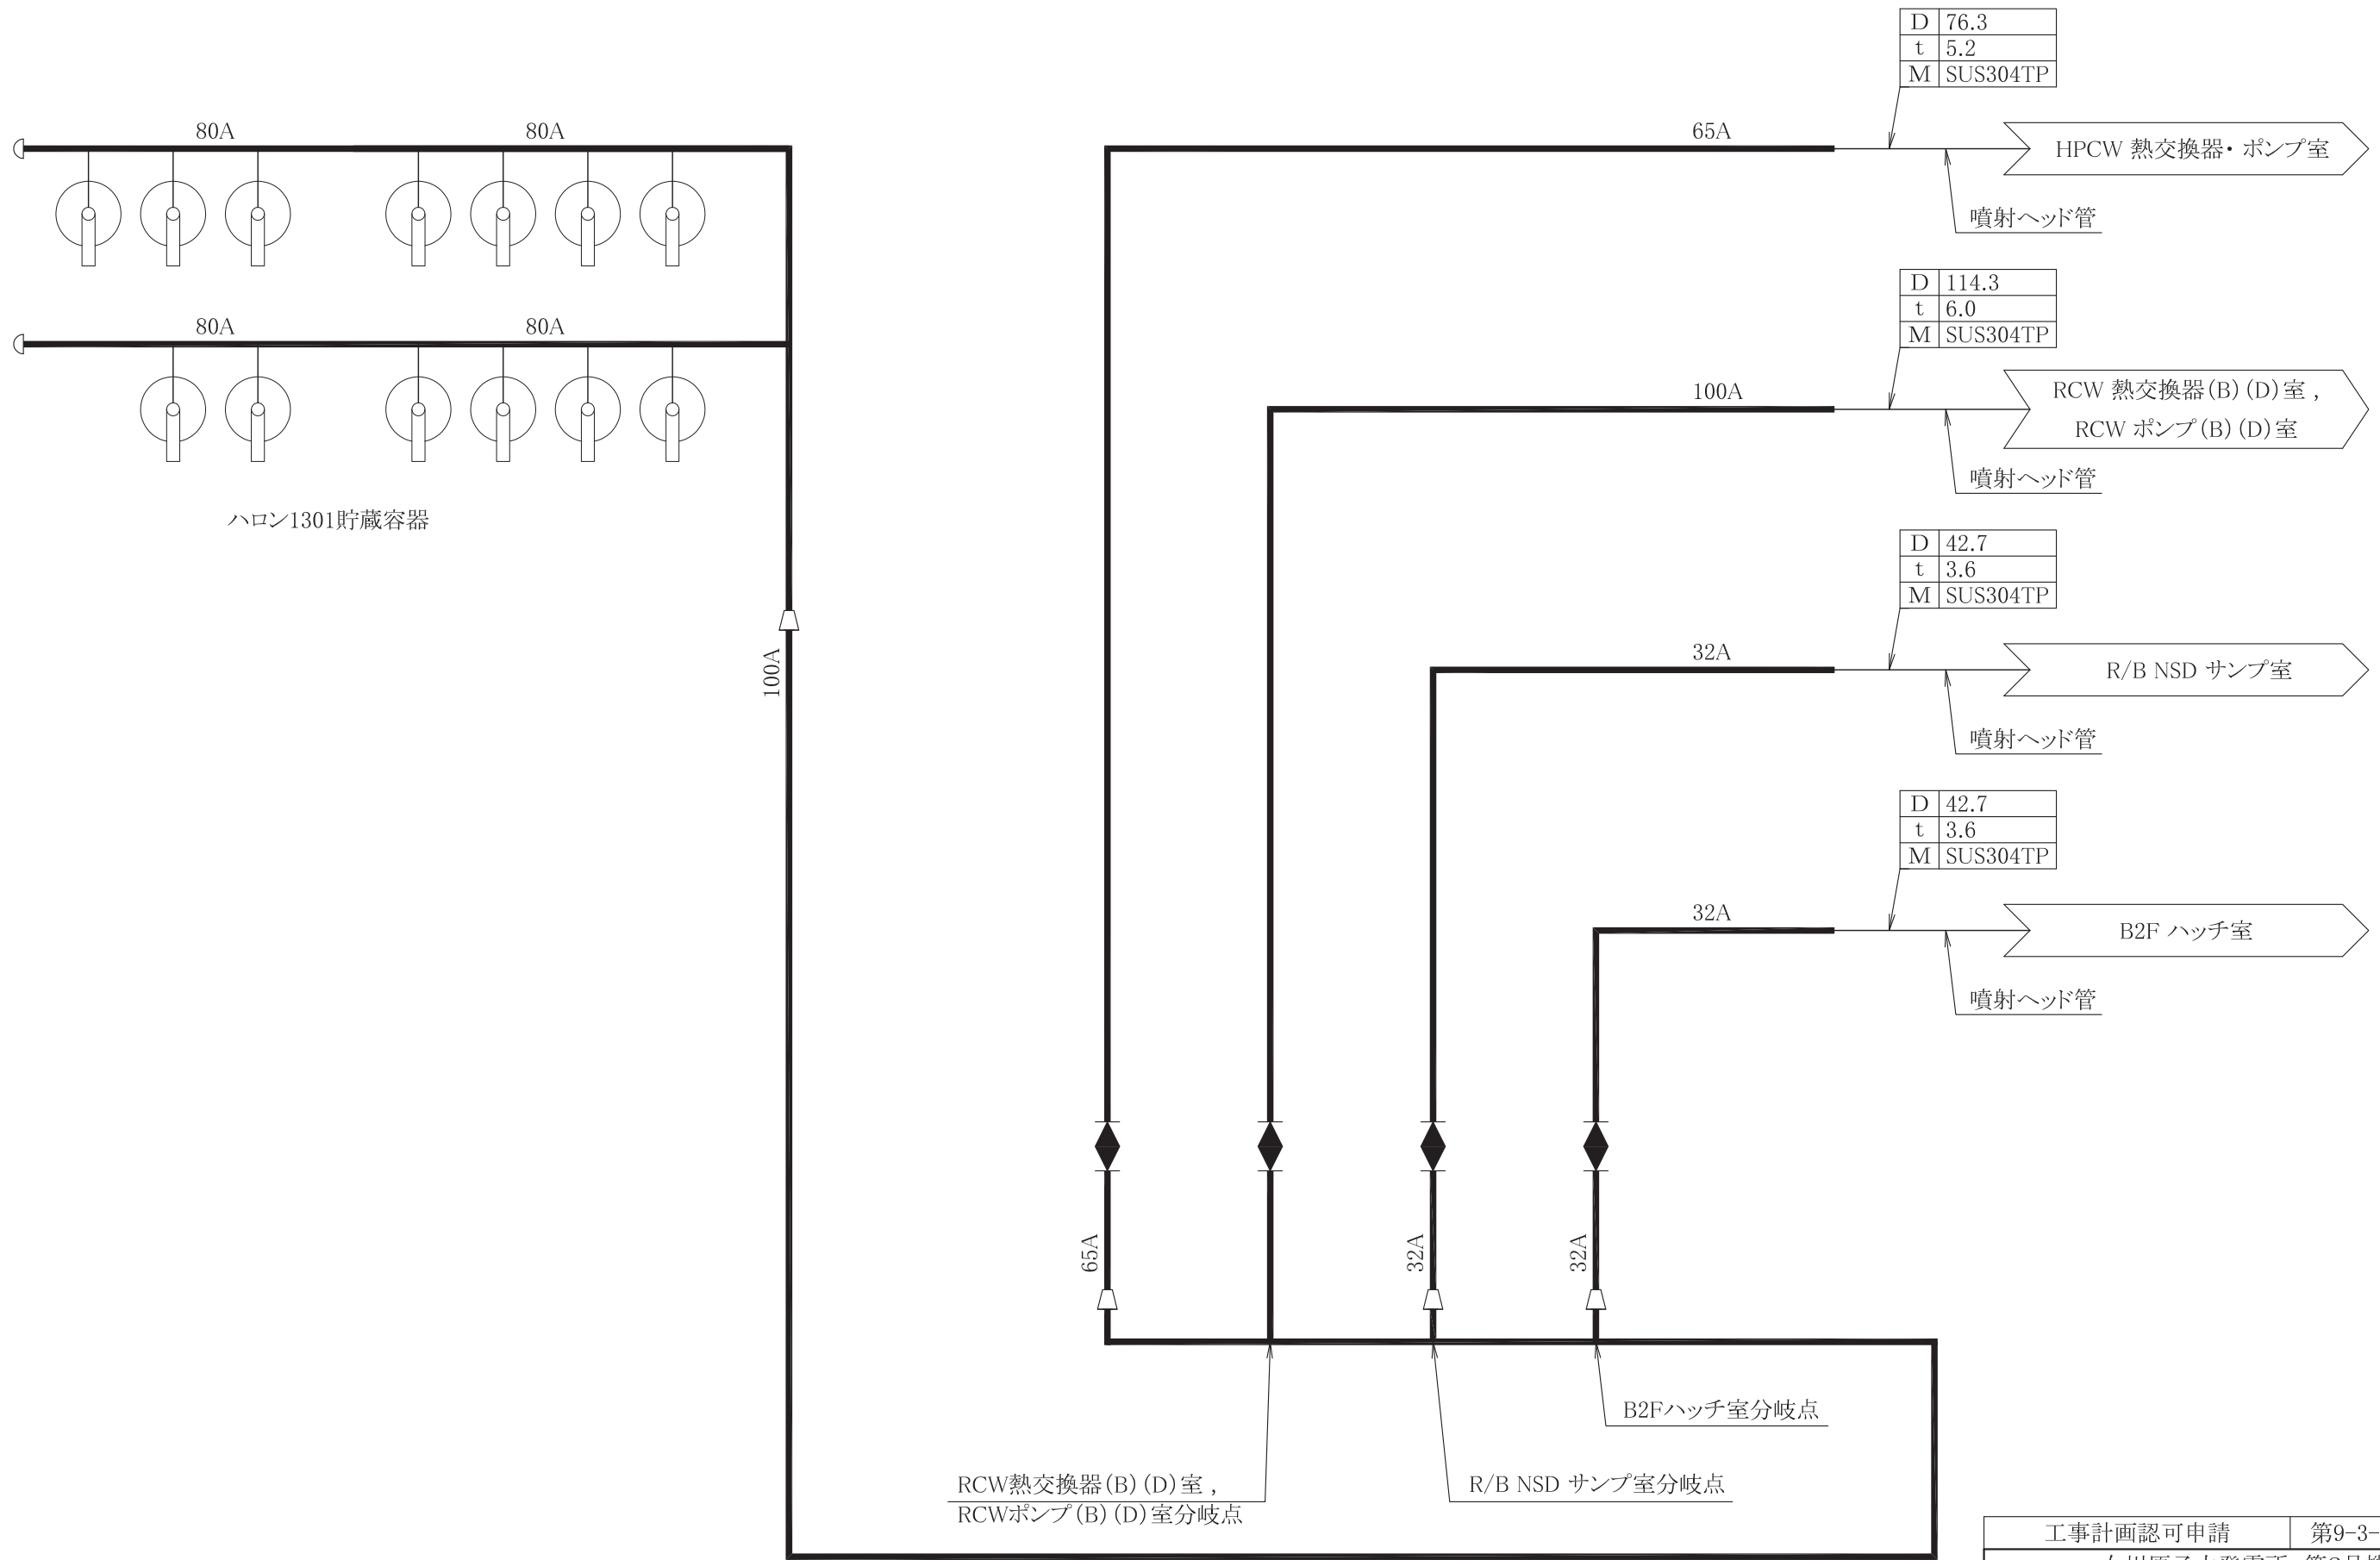 D 76.3
t 5.2
M SUS304TP
80A 80A 65A
HPCW 熱交換器・ポンプ室
噴射ヘッド管
D 114.3
t 6.0
M SUS304TP
80A 80A
100A
RCW 熱交換器(B)(D)室,
RCW ポンプ(B)(D)室
噴射ヘッド管
ハロン1301貯蔵容器
D 42.7
t 3.6
M SUS304TP
100A
32A
R/B NSD サンプ室
噴射ヘッド管
D 42.7
t 3.6
M SUS304TP
32A
B2F ハッチ室
噴射ヘッド管
65A
32A
32A
B2Fハッチ室分岐点
RCW熱交換器(B)(D)室,
RCWポンプ(B)(D)室分岐点
R/B NSD サンプ室分岐点
工事計画認可申請 第9-3-